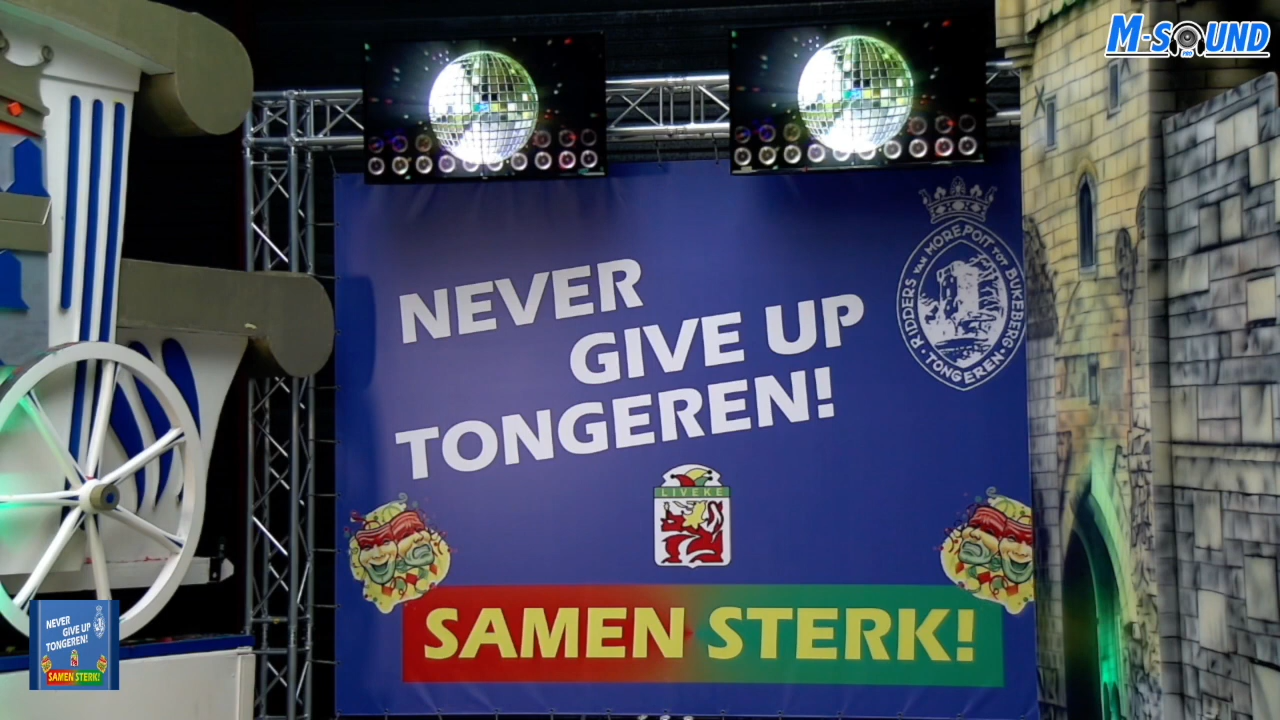 M-SOUND
PRO
NEVER
GIVE UP
TONGEREN!
RIDDERS VAN MOREPOIT TOT BUKEBERG
· TONGEREN ·
LIVEKE
SAMEN STERK!
NEVER
GIVE UP
TONGEREN!
SAMEN STERK!